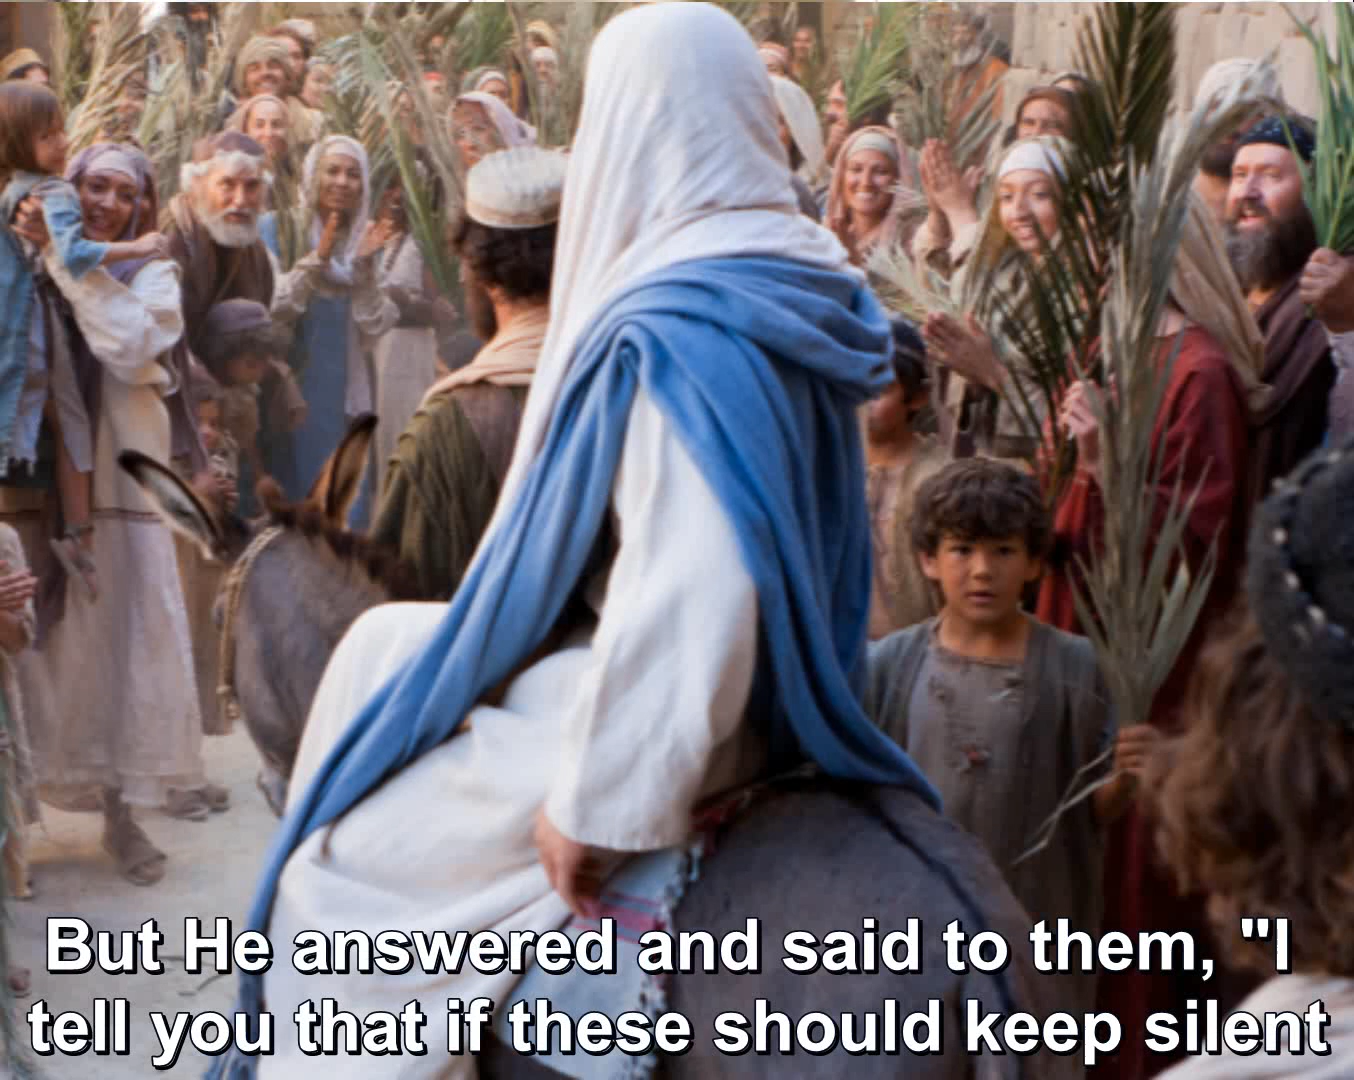 But He answered and said to them, "I
tell you that if these should keep silent